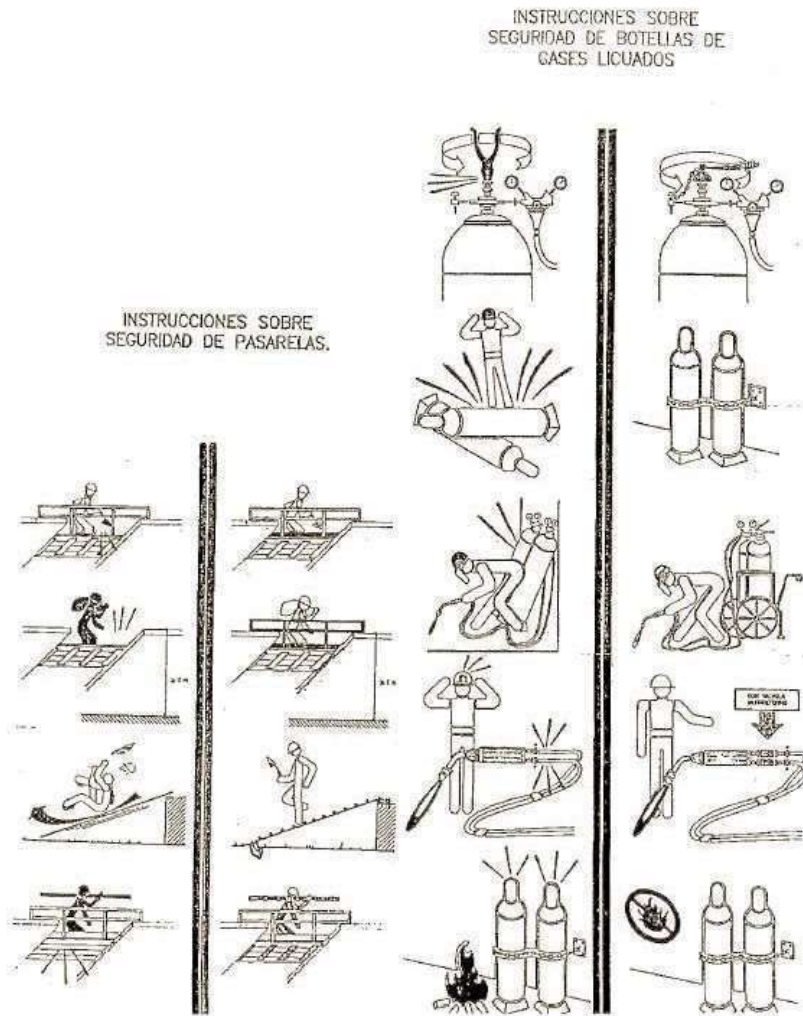 INSTRUCCIONES SOBRE
SEGURIDAD DE BOTELLAS DE
GASES LICUADOS
INSTRUCCIONES SOBRE
SEGURIDAD DE PASARELAS.